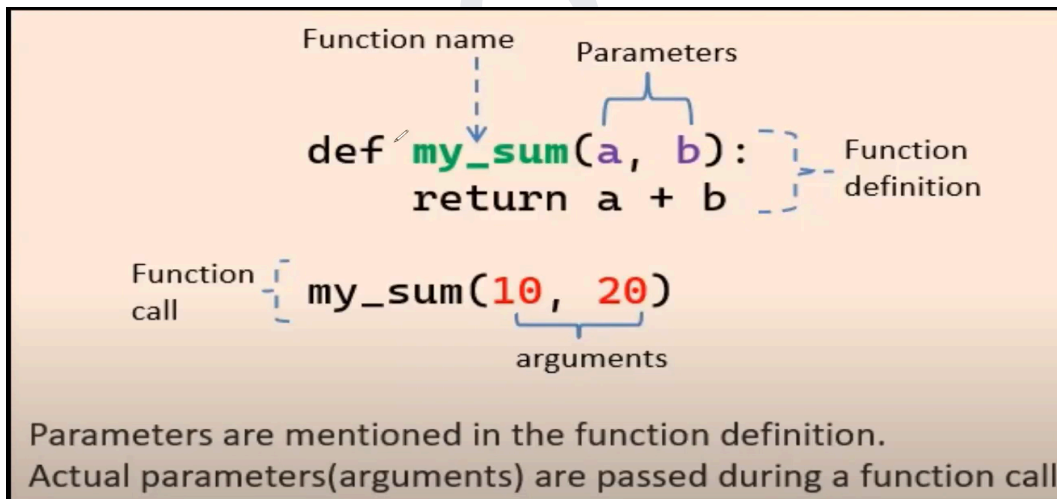 Function name
Parameters
def my_sum(a, b):
return a + b
Function
definition
Function
call
my_sum(10, 20)
arguments
Parameters are mentioned in the function definition.
Actual parameters(arguments) are passed during a function call